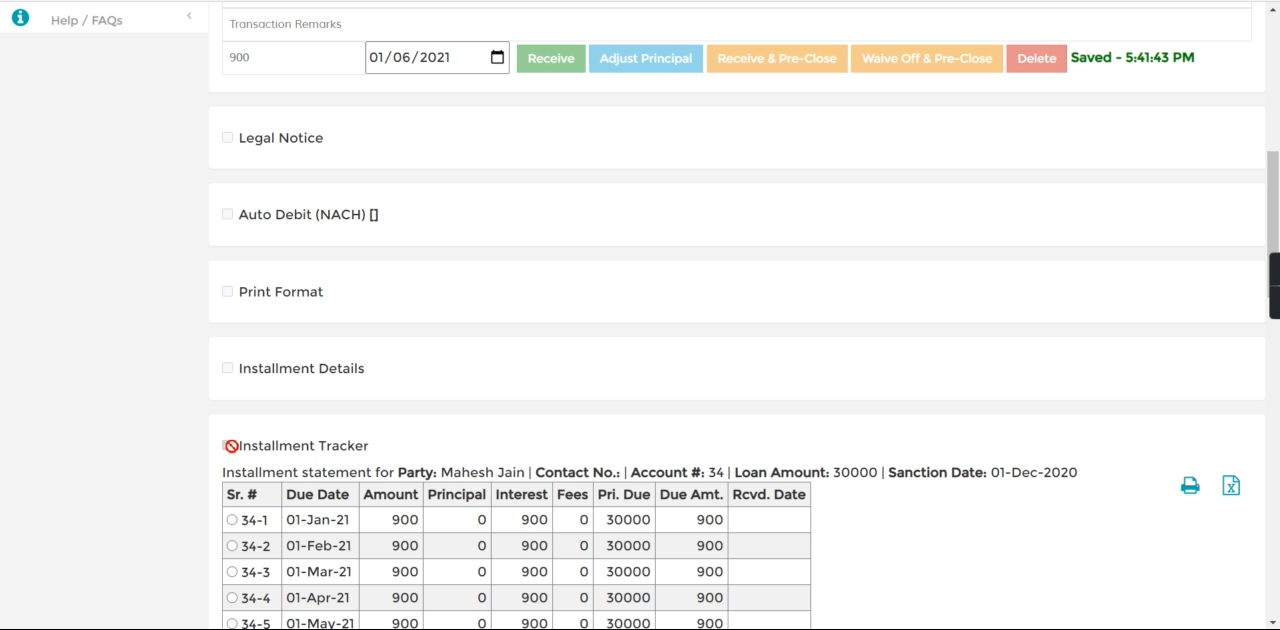 Help / FAQs
Transaction Remarks
900 01/06/2021 Receive Adjust Principal Receive & Pre-Close Waive Off & Pre-Close Delete Saved - 5:41:43 PM
Legal Notice
Auto Debit (NACH) []
Print Format
Installment Details
Installment Tracker
Installment statement for Party: Mahesh Jain | Contact No.: | Account #: 34 | Loan Amount: 30000 | Sanction Date: 01-Dec-2020
Sr. # Due Date Amount Principal Interest Fees Pri. Due Due Amt. Rcvd. Date
34-1 01-Jan-21 900 0 900 0 30000 900
34-2 01-Feb-21 900 0 900 0 30000 900
34-3 01-Mar-21 900 0 900 0 30000 900
34-4 01-Apr-21 900 0 900 0 30000 900
34-5 01-May-21 900 0 900 0 30000 900